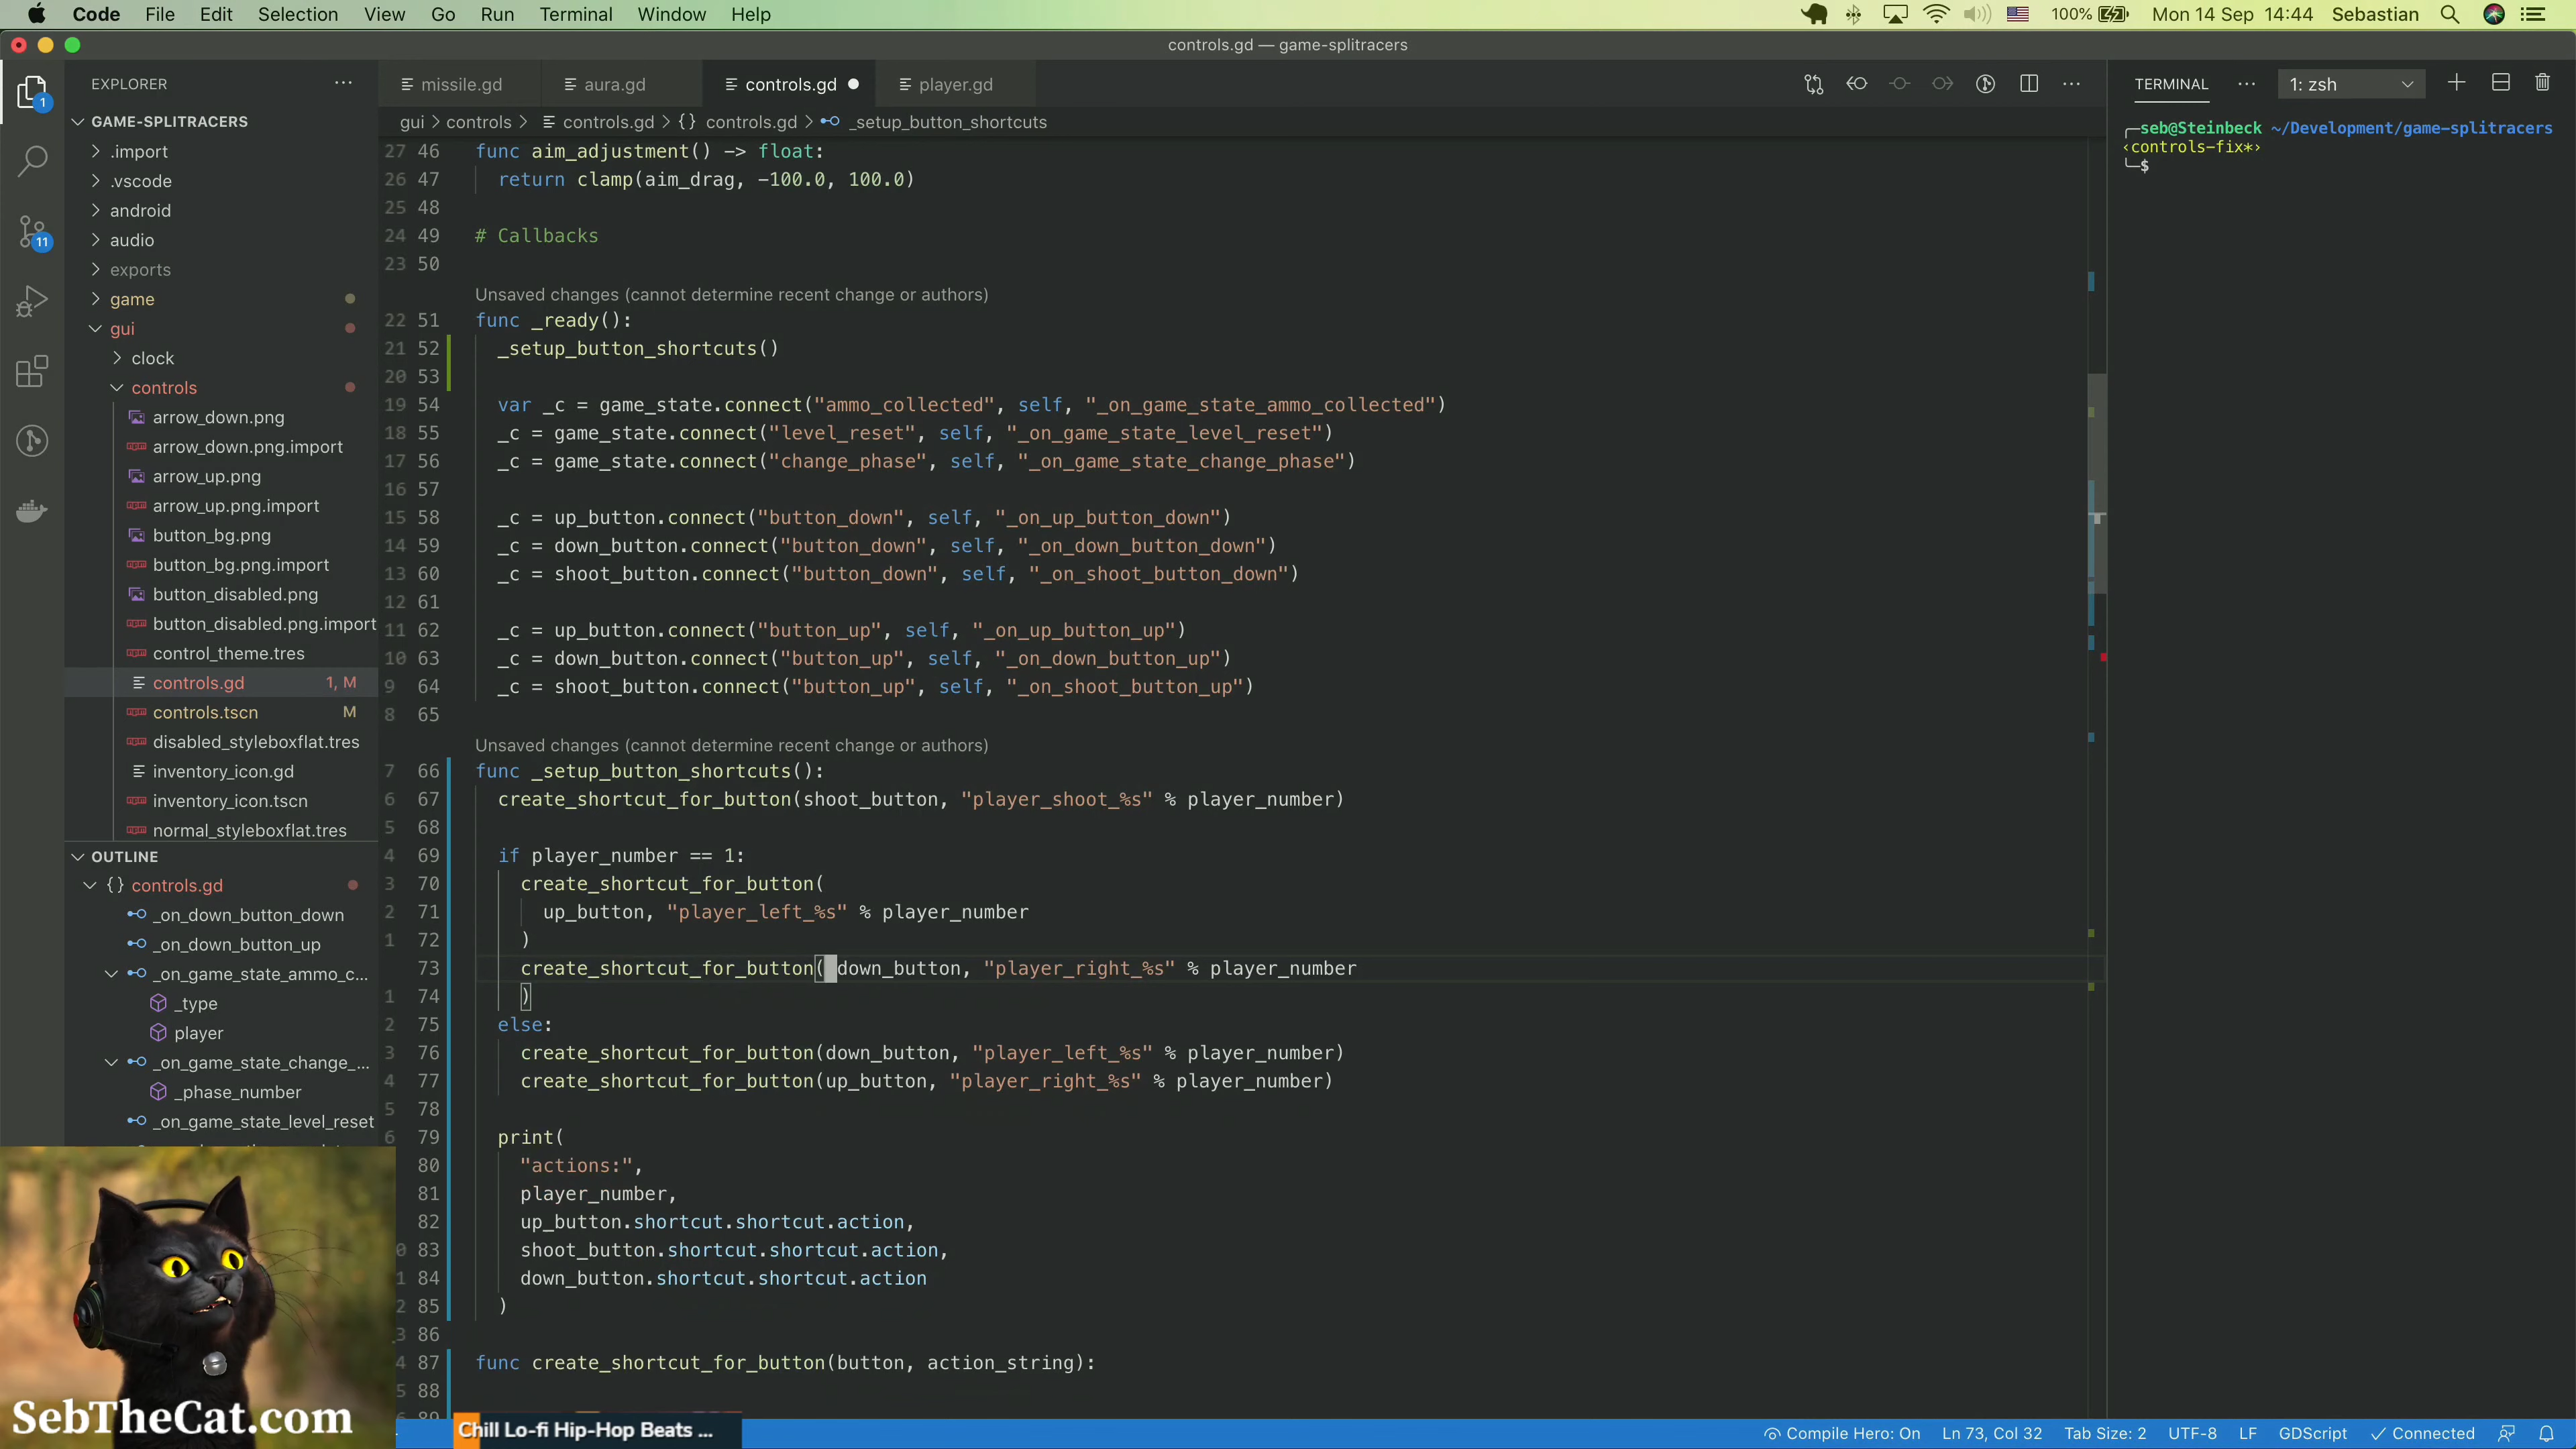 Code File Edit Selection View Go Run Terminal Window Help
100% Mon 14 Sep 14:44 Sebastian
controls.gd — game-splitracers
EXPLORER ···
missile.gd aura.gd controls.gd player.gd
TERMINAL ··· 1: zsh
1
GAME-SPLITRACERS
gui > controls > controls.gd > {} controls.gd > _setup_button_shortcuts
seb@Steinbeck ~/Development/game-splitracers
‹controls-fix*›
$
.import
.vscode
android
audio
exports
game
gui
clock
controls
arrow_down.png
arrow_down.png.import
arrow_up.png
arrow_up.png.import
button_bg.png
button_bg.png.import
button_disabled.png
button_disabled.png.import
control_theme.tres
controls.gd 1, M
controls.tscn M
disabled_styleboxflat.tres
inventory_icon.gd
inventory_icon.tscn
normal_styleboxflat.tres
11
OUTLINE
{} controls.gd
_on_down_button_down
_on_down_button_up
_on_game_state_ammo_c...
_type
player
_on_game_state_change_...
_phase_number
_on_game_state_level_reset
27 46 func aim_adjustment() -> float:
26 47 return clamp(aim_drag, -100.0, 100.0)
25 48
24 49 # Callbacks
23 50
Unsaved changes (cannot determine recent change or authors)
22 51 func _ready():
21 52 _setup_button_shortcuts()
20 53
19 54 var _c = game_state.connect("ammo_collected", self, "_on_game_state_ammo_collected")
18 55 _c = game_state.connect("level_reset", self, "_on_game_state_level_reset")
17 56 _c = game_state.connect("change_phase", self, "_on_game_state_change_phase")
16 57
15 58 _c = up_button.connect("button_down", self, "_on_up_button_down")
14 59 _c = down_button.connect("button_down", self, "_on_down_button_down")
13 60 _c = shoot_button.connect("button_down", self, "_on_shoot_button_down")
12 61
11 62 _c = up_button.connect("button_up", self, "_on_up_button_up")
10 63 _c = down_button.connect("button_up", self, "_on_down_button_up")
9 64 _c = shoot_button.connect("button_up", self, "_on_shoot_button_up")
8 65
Unsaved changes (cannot determine recent change or authors)
7 66 func _setup_button_shortcuts():
6 67 create_shortcut_for_button(shoot_button, "player_shoot_%s" % player_number)
5 68
4 69 if player_number == 1:
3 70 create_shortcut_for_button(
2 71 up_button, "player_left_%s" % player_number
1 72 )
73 create_shortcut_for_button( down_button, "player_right_%s" % player_number
1 74 )
2 75 else:
3 76 create_shortcut_for_button(down_button, "player_left_%s" % player_number)
4 77 create_shortcut_for_button(up_button, "player_right_%s" % player_number)
5 78
6 79 print(
80 "actions:",
81 player_number,
82 up_button.shortcut.shortcut.action,
0 83 shoot_button.shortcut.shortcut.action,
1 84 down_button.shortcut.shortcut.action
2 85 )
3 86
4 87 func create_shortcut_for_button(button, action_string):
5 88
SebTheCat.com
Chill Lo-fi Hip-Hop Beats ...
Compile Hero: On Ln 73, Col 32 Tab Size: 2 UTF-8 LF GDScript Connected